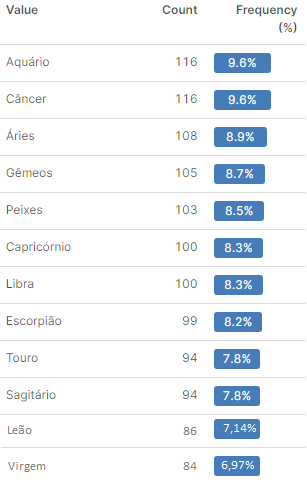 Value Count Frequency
(%)
Aquário 116 9.6%
Câncer 116 9.6%
Áries 108 8.9%
Gêmeos 105 8.7%
Peixes 103 8.5%
Capricórnio 100 8.3%
Libra 100 8.3%
Escorpião 99 8.2%
Touro 94 7.8%
Sagitário 94 7.8%
Leão 86 7,14%
Virgem 84 6,97%